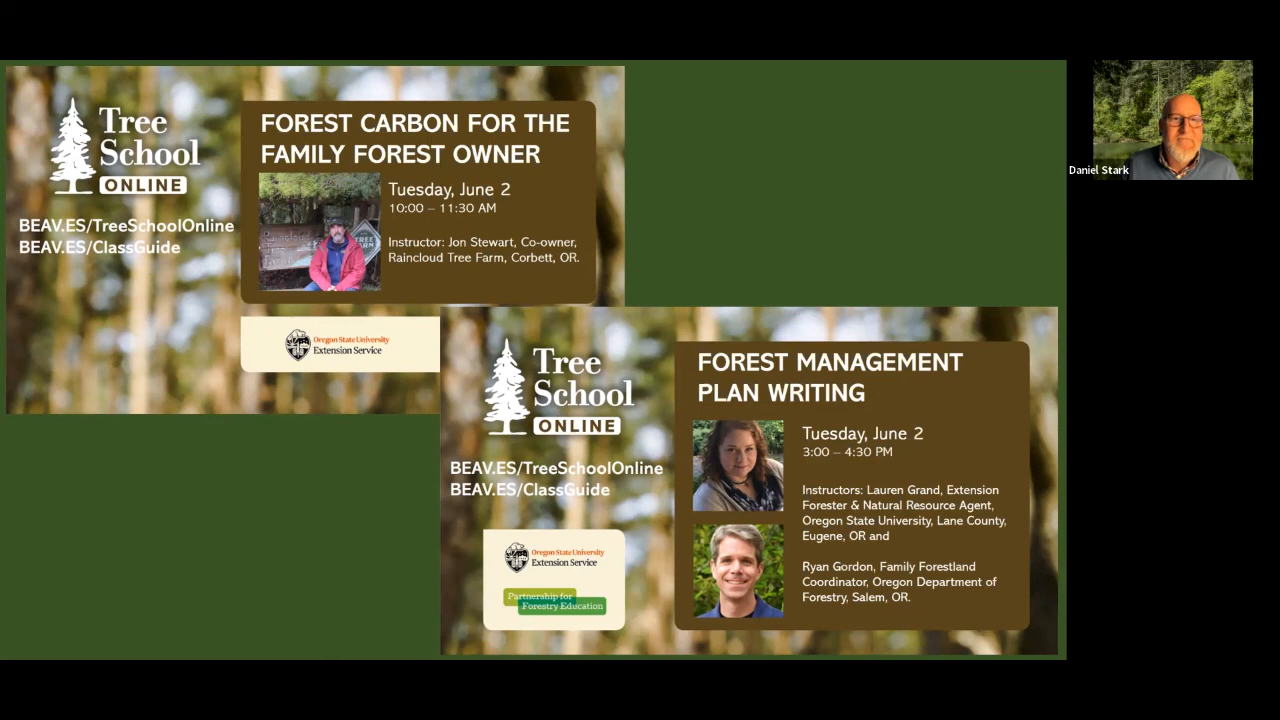 Tree
School
ONLINE
BEAV.ES/TreeSchoolOnline
BEAV.ES/ClassGuide
FOREST CARBON FOR THE
FAMILY FOREST OWNER
TREE
FARM
Tuesday, June 2
10:00 – 11:30 AM
Instructor: Jon Stewart, Co-owner,
Raincloud Tree Farm, Corbett, OR.
Oregon State University
Extension Service
Daniel Stark
Tree
School
ONLINE
BEAV.ES/TreeSchoolOnline
BEAV.ES/ClassGuide
Oregon State University
Extension Service
Partnership for
Forestry Education
FOREST MANAGEMENT
PLAN WRITING
Tuesday, June 2
3:00 – 4:30 PM
Instructors: Lauren Grand, Extension
Forester & Natural Resource Agent,
Oregon State University, Lane County,
Eugene, OR and
Ryan Gordon, Family Forestland
Coordinator, Oregon Department of
Forestry, Salem, OR.